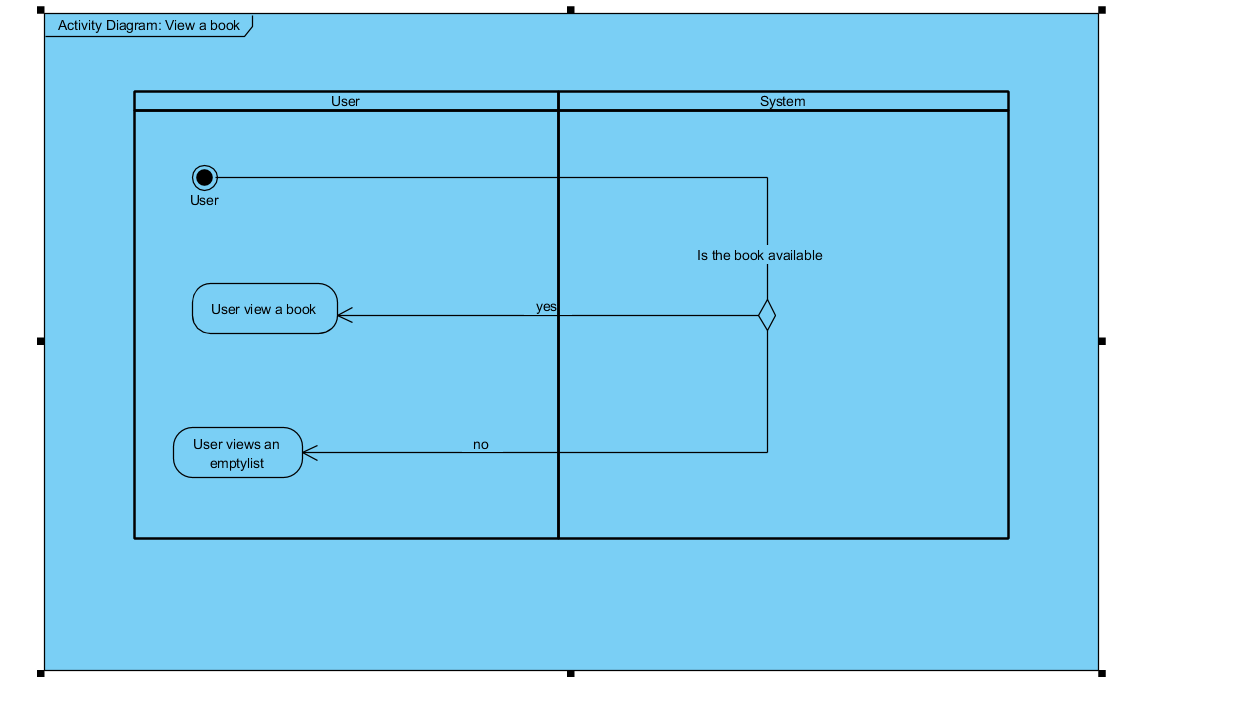 Activity Diagram: View a book
User
System
User
Is the book available
yes
User view a book
no
User views an
emptylist